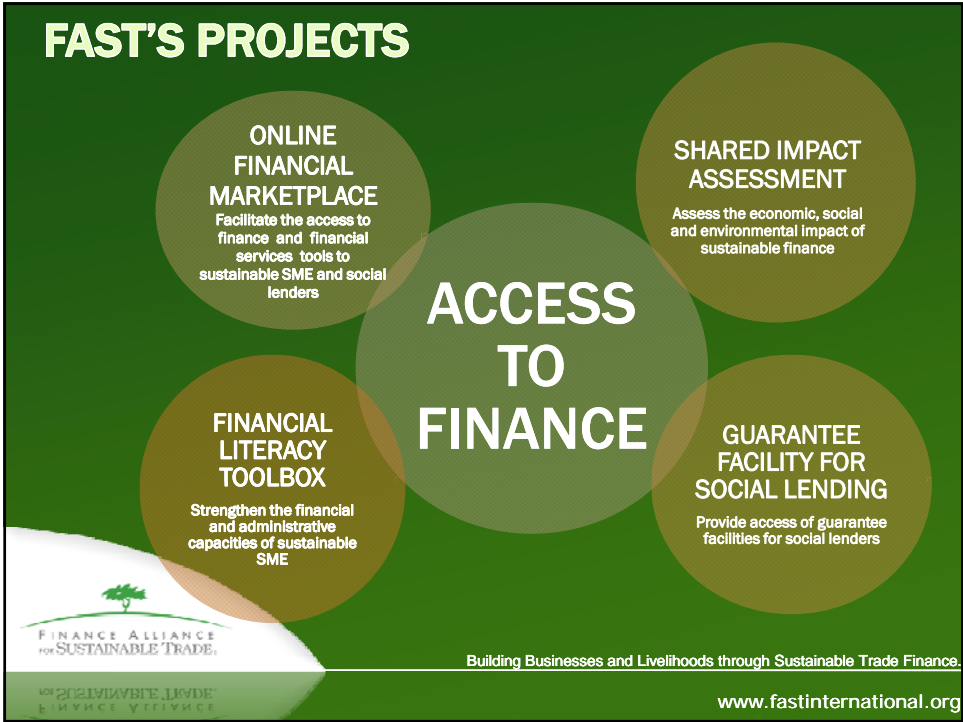 FAST'S PROJECTS
ONLINE
FINANCIAL
MARKETPLACE
Facilitate the access to
finance and financial
services tools to
sustainable SME and social
lenders
SHARED IMPACT
ASSESSMENT
Assess the economic, social
and environmental impact of
sustainable finance
ACCESS
TO
FINANCE
FINANCIAL
LITERACY
TOOLBOX
Strengthen the financial
and administrative
capacities of sustainable
SME
GUARANTEE
FACILITY FOR
SOCIAL LENDING
Provide access of guarantee
facilities for social lenders
FINANCE ALLIANCE
FOR SUSTAINABLE TRADE
Building Businesses and Livelihoods through Sustainable Trade Finance.
www.fastinternational.org